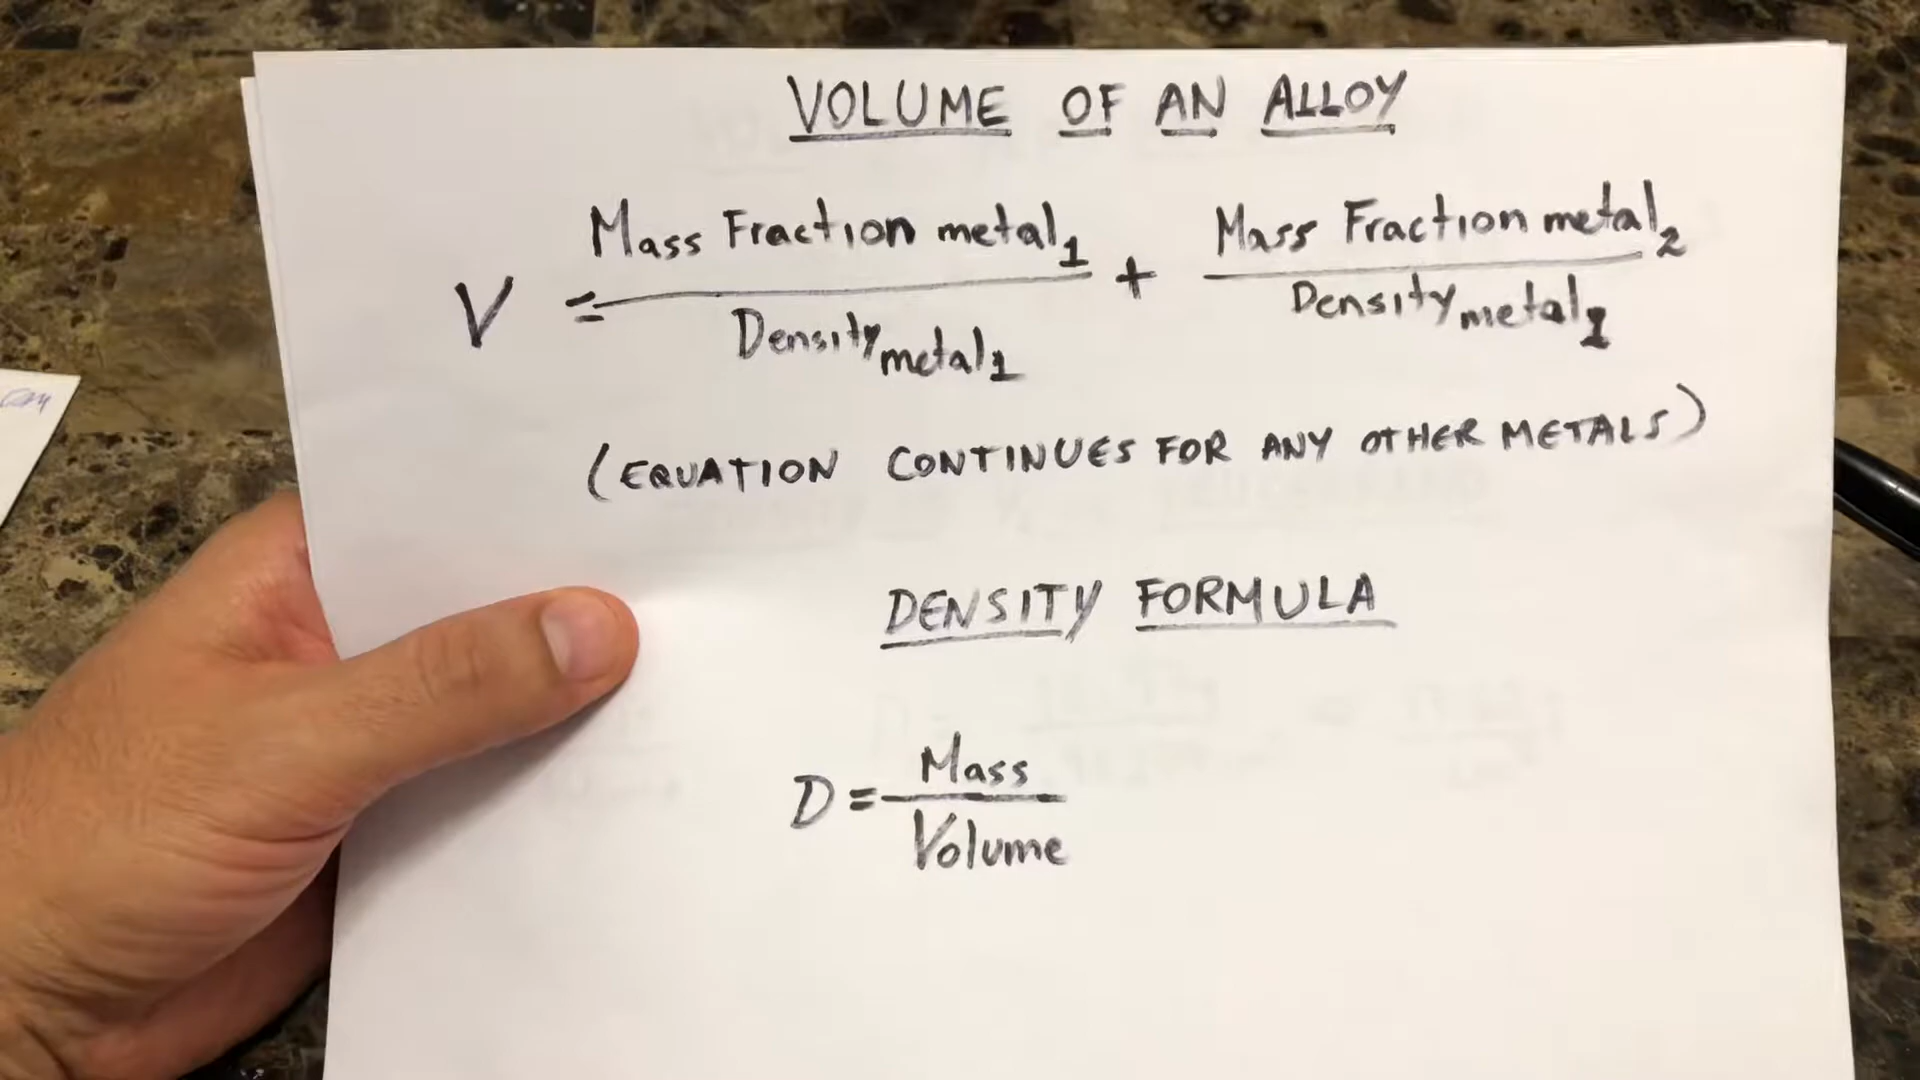 VOLUME OF AN ALLOY
V = Mass Fraction metal₁ / Density metal₁ + Mass Fraction metal₂ / Density metal₂
(EQUATION CONTINUES FOR ANY OTHER METALS)
DENSITY FORMULA
D = Mass / Volume